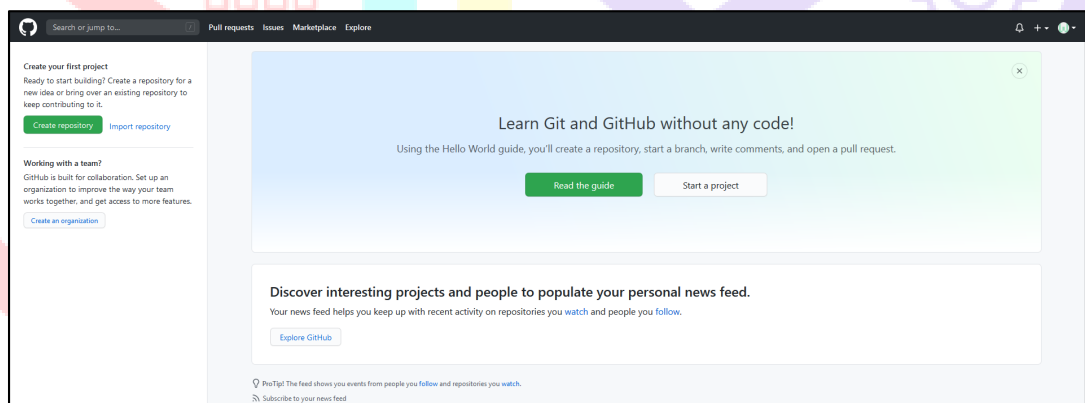 Search or jump to...
/
Pull requests Issues Marketplace Explore
Create your first project
Ready to start building? Create a repository for a
new idea or bring over an existing repository to
keep contributing to it.
Create repository
Import repository
Working with a team?
GitHub is built for collaboration. Set up an
organization to improve the way your team
works together, and get access to more features.
Create an organization
Learn Git and GitHub without any code!
Using the Hello World guide, you'll create a repository, start a branch, write comments, and open a pull request.
Read the guide
Start a project
Discover interesting projects and people to populate your personal news feed.
Your news feed helps you keep up with recent activity on repositories you watch and people you follow.
Explore GitHub
ProTip! The feed shows you events from people you follow and repositories you watch.
Subscribe to your news feed